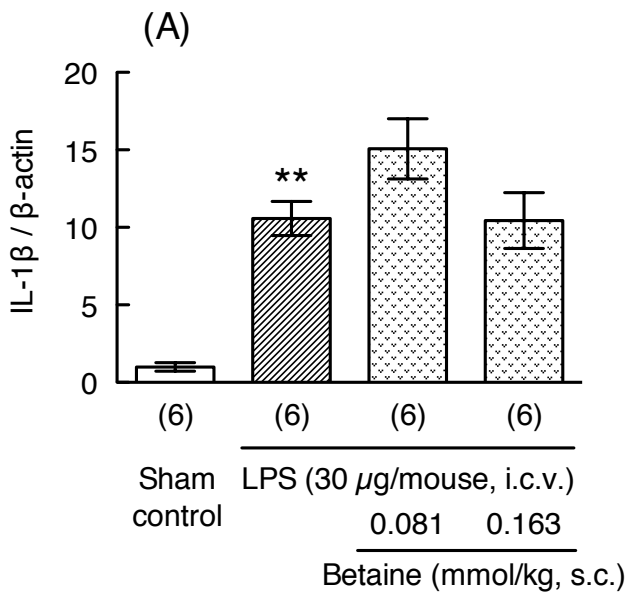 (A)
IL-1β / β-actin
20
15
10
5
0
**
(6) (6) (6) (6)
Sham control
LPS (30 µg/mouse, i.c.v.)
0.081 0.163
Betaine (mmol/kg, s.c.)